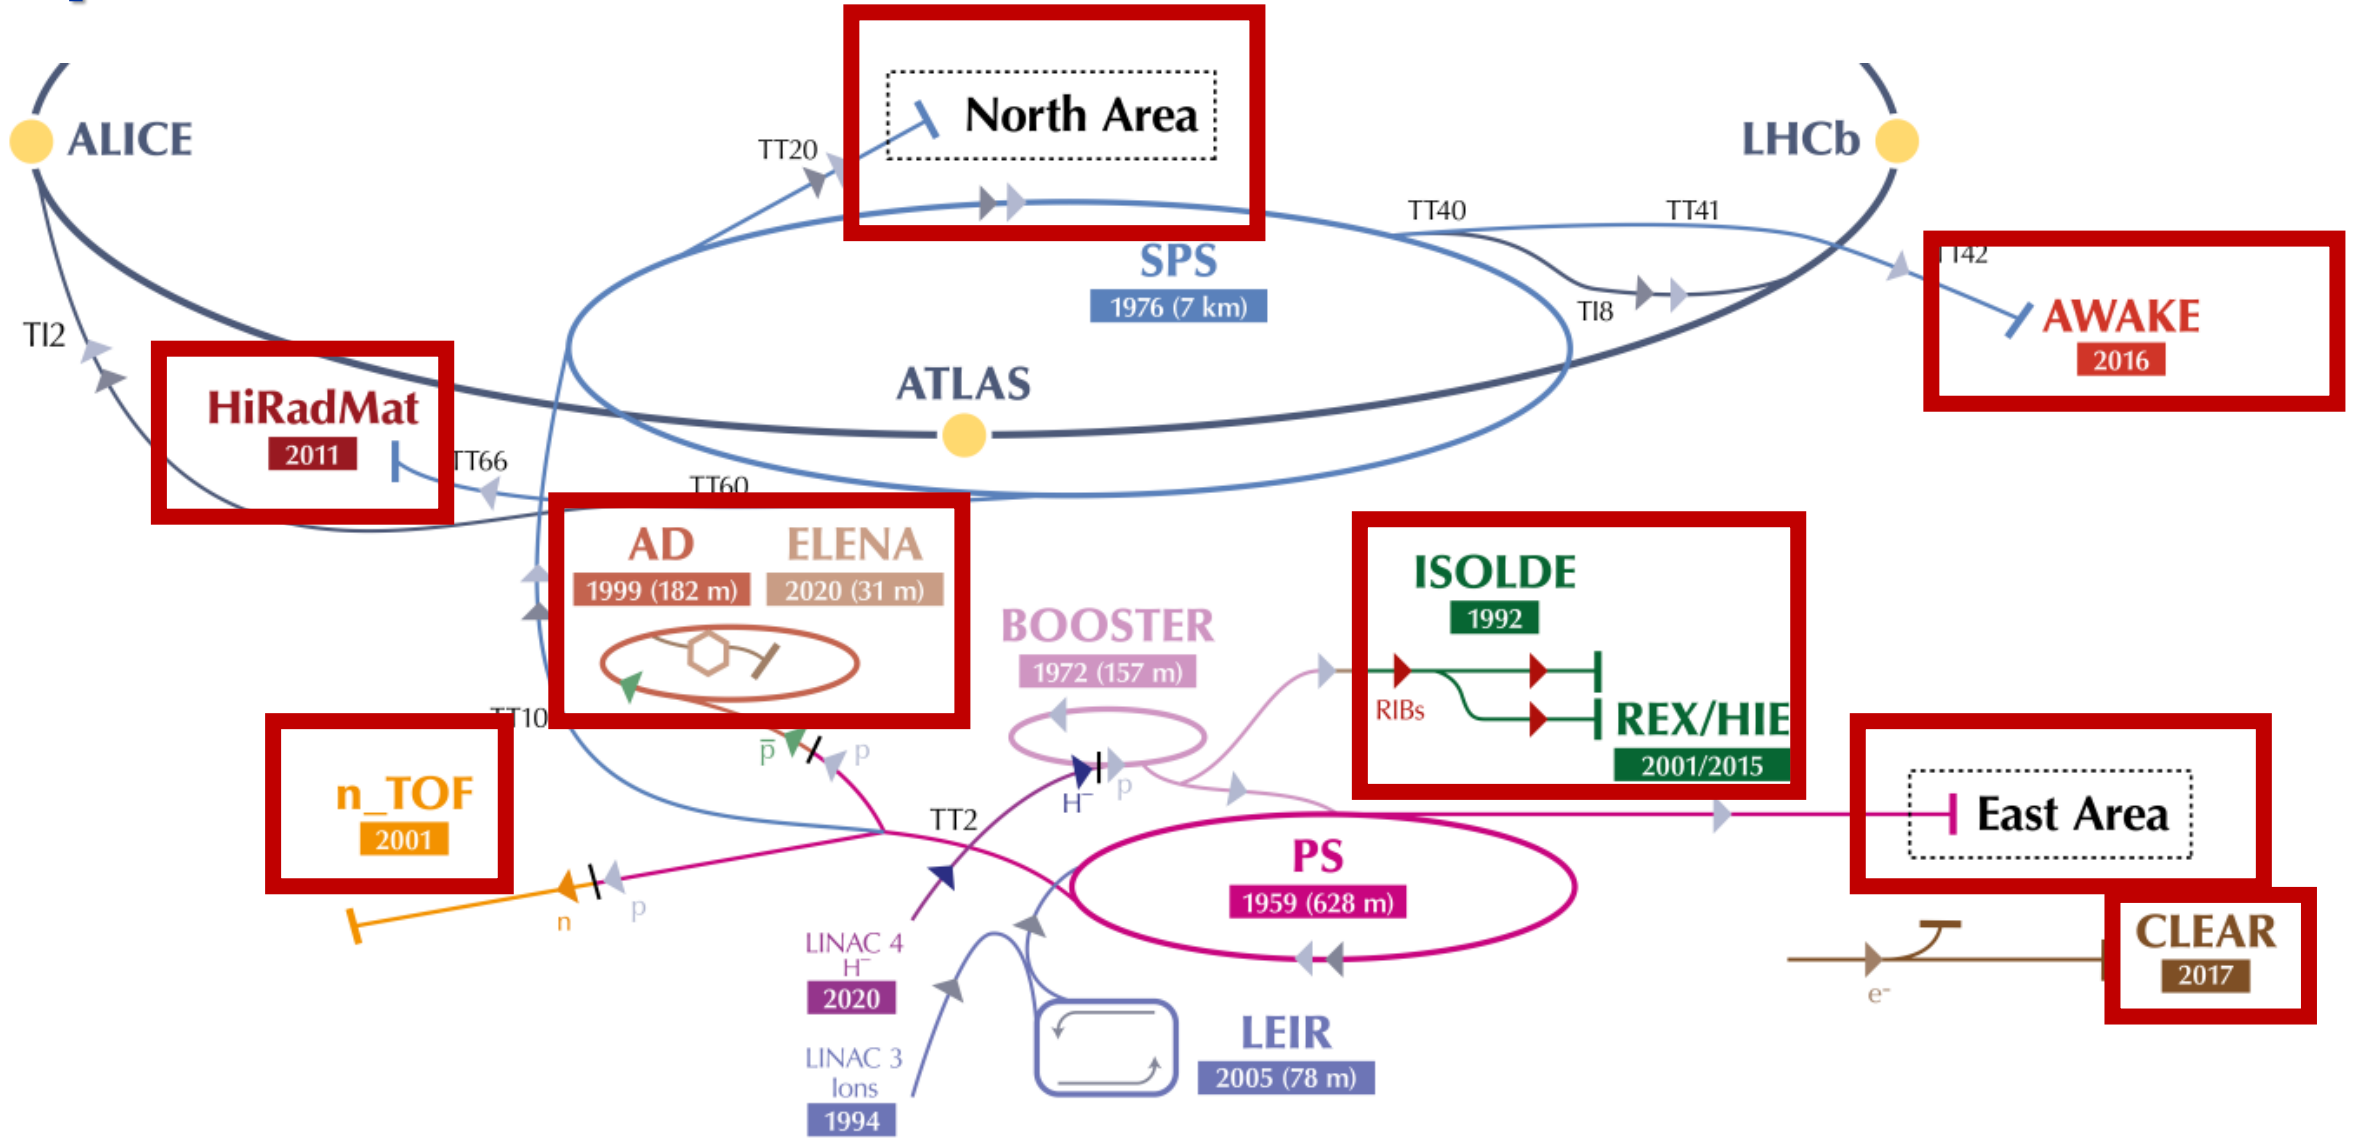 North Area
ALICE
LHCb
TT20
TT40
TT41
SPS
1976 (7 km)
TT42
TI8
AWAKE
2016
TI2
ATLAS
HiRadMat
2011
TT66
TT60
AD
1999 (182 m)
ELENA
2020 (31 m)
ISOLDE
1992
BOOSTER
1972 (157 m)
RIBs
REX/HIE
2001/2015
TT10
p̅
p
H⁻
p
n_TOF
2001
TT2
East Area
PS
1959 (628 m)
n
p
LINAC 4
H⁻
2020
CLEAR
2017
e-
LINAC 3
Ions
1994
LEIR
2005 (78 m)